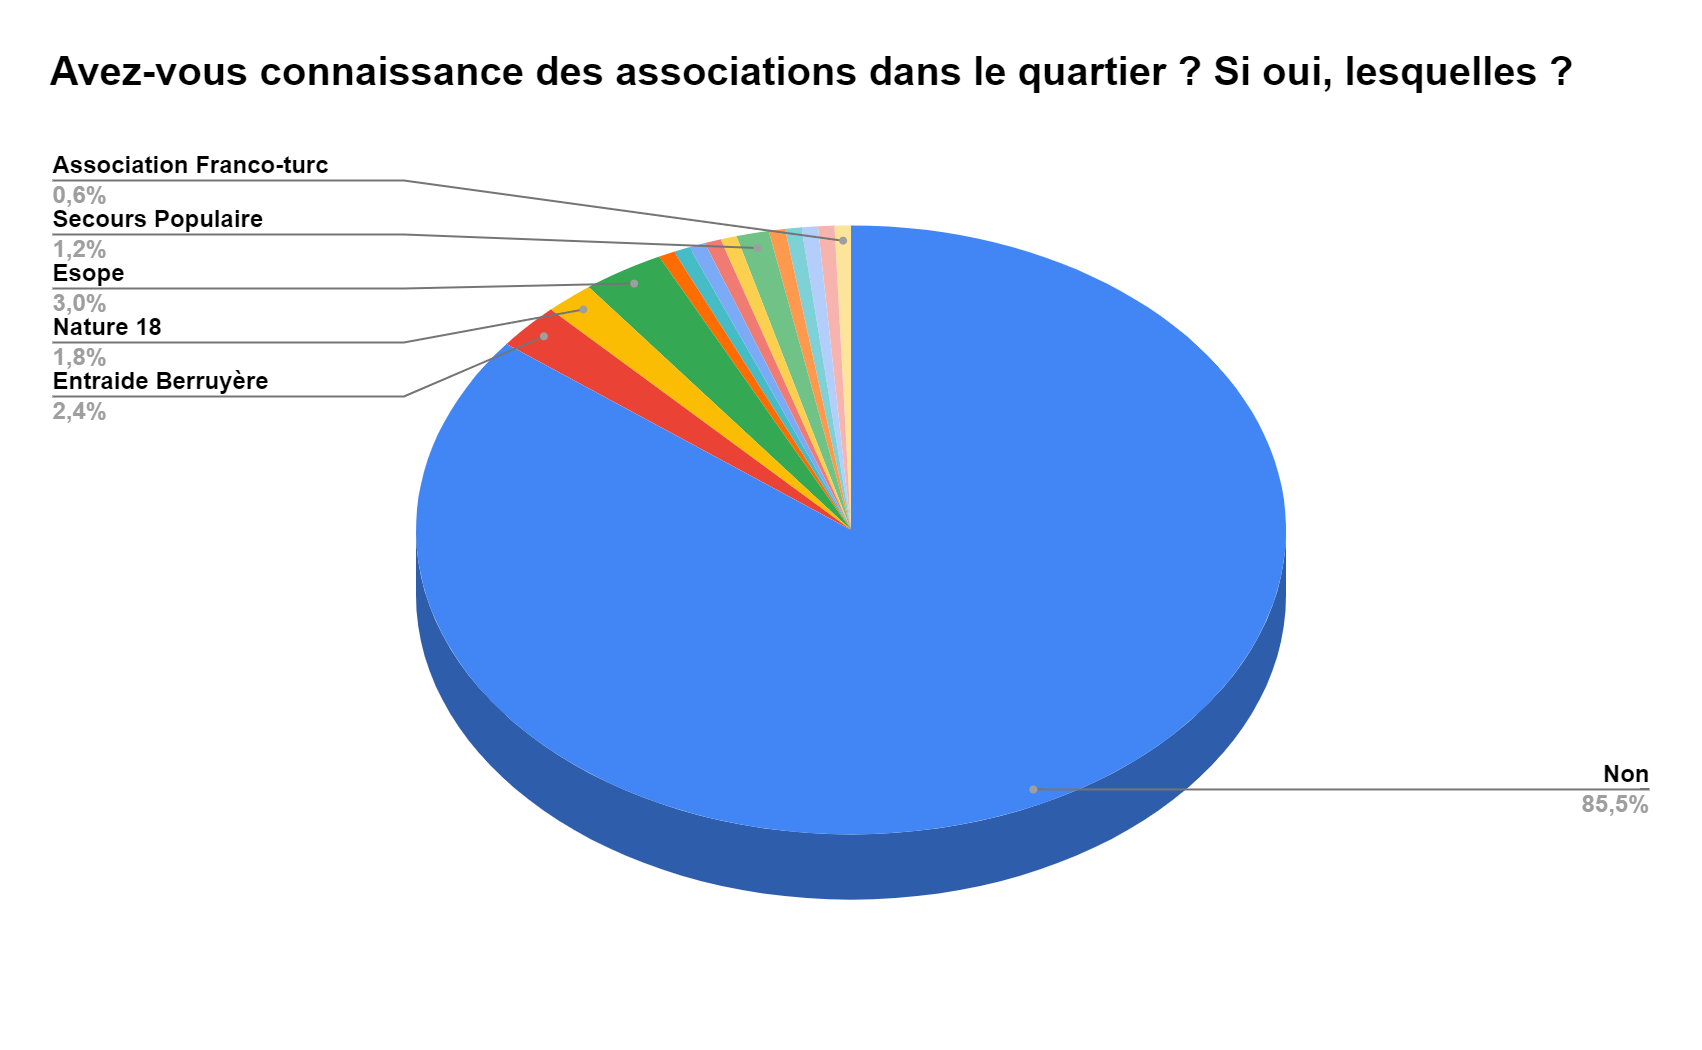 Avez-vous connaissance des associations dans le quartier ? Si oui, lesquelles ?
Association Franco-turc
0,6%
Secours Populaire
1,2%
Esope
3,0%
Nature 18
1,8%
Entraide Berruyère
2,4%
Non
85,5%